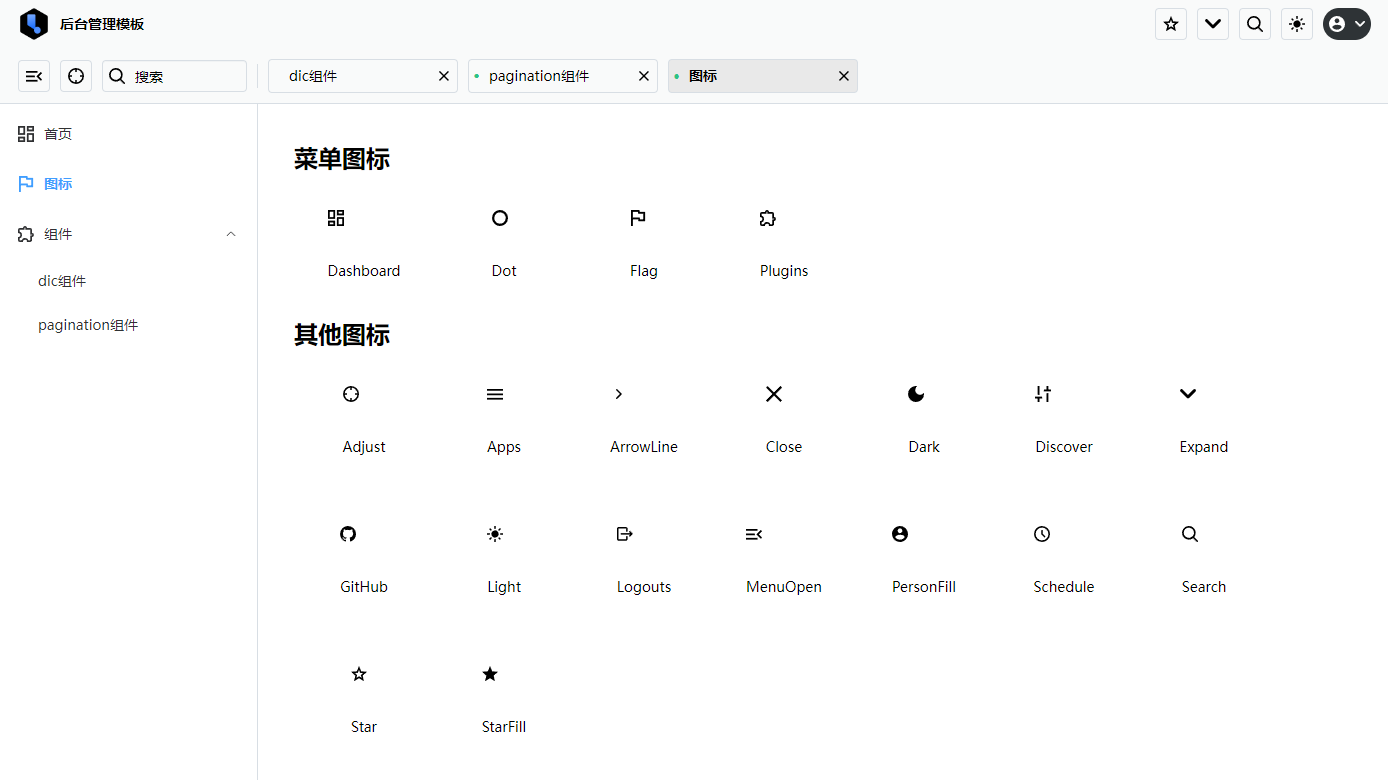 后台管理模板
搜索
dic组件
pagination组件
图标
首页
图标
组件
dic组件
pagination组件
菜单图标
Dashboard Dot Flag Plugins
其他图标
Adjust Apps ArrowLine Close Dark Discover Expand
GitHub Light Logouts MenuOpen PersonFill Schedule Search
Star StarFill